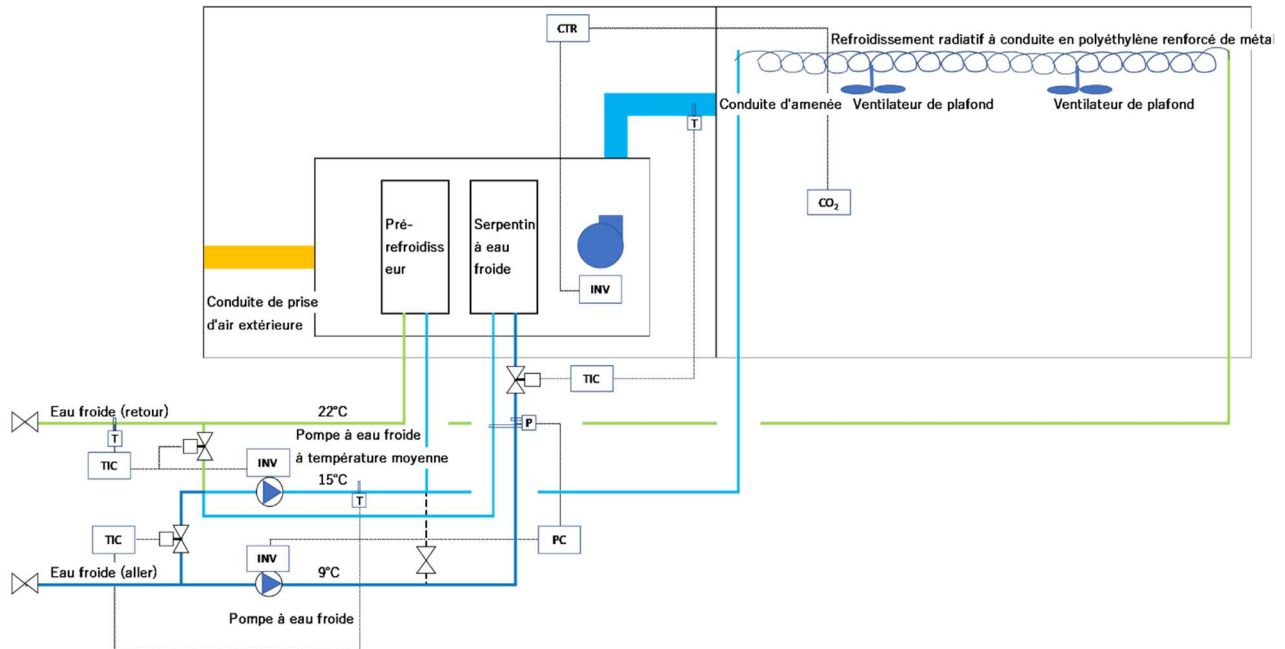 CTR
Refroidissement radiatif à conduite en polyéthylène renforcé de métal
Conduite d'amenée
Ventilateur de plafond
Ventilateur de plafond
T
CO₂
Pré-
refroidiss
eur
Serpentin
à eau
froide
INV
Conduite de prise
d'air extérieure
TIC
Eau froide (retour)
22°C
P
T
Pompe à eau froide
à température moyenne
TIC
INV
15°C
T
TIC
INV
PC
Eau froide (aller)
9°C
Pompe à eau froide